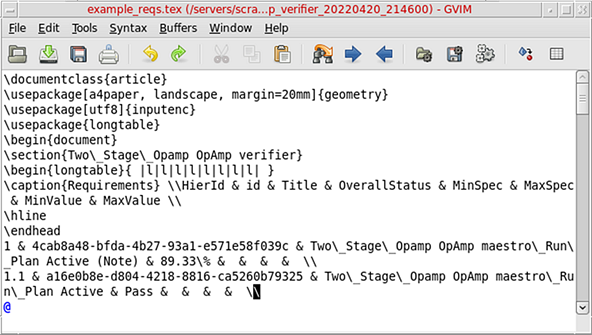 example_reqs.tex (/servers/scra...p_verifier_20220420_214600) - GVIM
File Edit Tools Syntax Buffers Window Help
\documentclass{article}
\usepackage[a4paper, landscape, margin=20mm]{geometry}
\usepackage[utf8]{inputenc}
\usepackage{longtable}
\begin{document}
\section{Two\_Stage\_Opamp OpAmp verifier}
\begin{longtable}{ |l|l|l|l|l|l|l|l| }
\caption{Requirements} \\HierId & id & Title & OverallStatus & MinSpec & MaxSpec
& MinValue & MaxValue \\
\hline
\endhead
1 & 4cab8a48-bfda-4b27-93a1-e571e58f039c & Two\_Stage\_Opamp OpAmp maestro\_Run\
_Plan Active (Note) & 89.33\% & & & & \\
1.1 & a16e0b8e-d804-4218-8816-ca5260b79325 & Two\_Stage\_Opamp OpAmp maestro\_Ru
n\_Plan Active & Pass & & & & \\
@